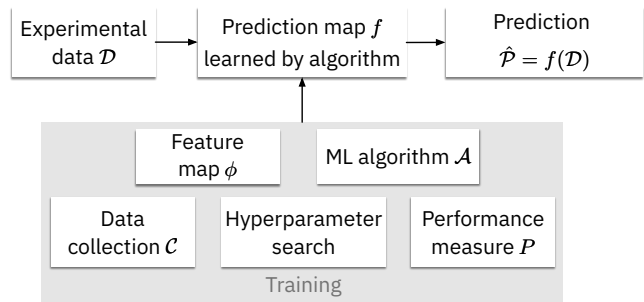 Experimental
data 𝒟
Prediction map f
learned by algorithm
Prediction
𝒫̂ = f(𝒟)
Feature
map ϕ
ML algorithm 𝒜
Data
collection 𝒞
Hyperparameter
search
Performance
measure P
Training